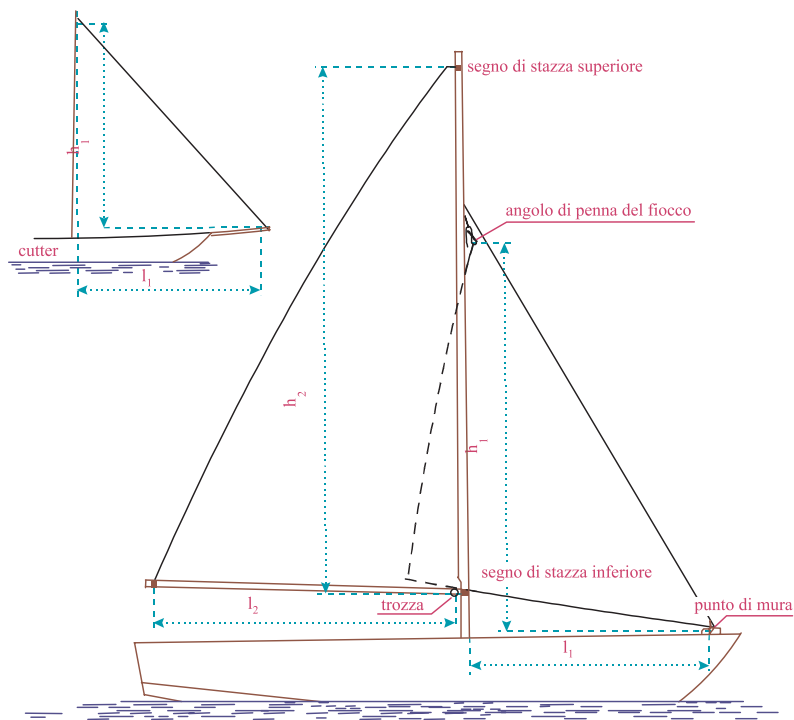 segno di stazza superiore
h₁
angolo di penna del fiocco
cutter
l₁
h₂
h₁
segno di stazza inferiore
l₂
trozza
punto di mura
l₁